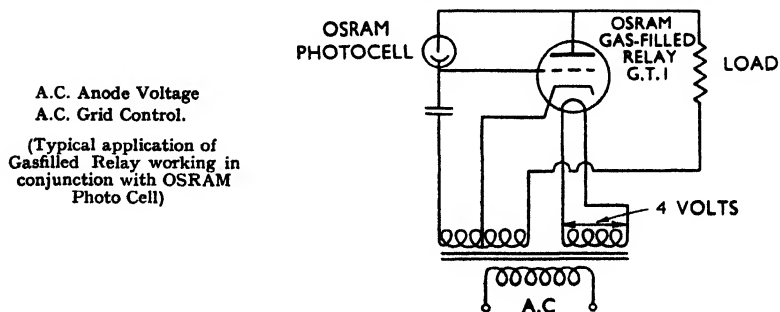 A.C. Anode Voltage
A.C. Grid Control.
(Typical application of
Gasfilled Relay working in
conjunction with OSRAM
Photo Cell)
OSRAM
PHOTOCELL
OSRAM
GAS-FILLED
RELAY
G.T. 1
LOAD
4 VOLTS
A.C